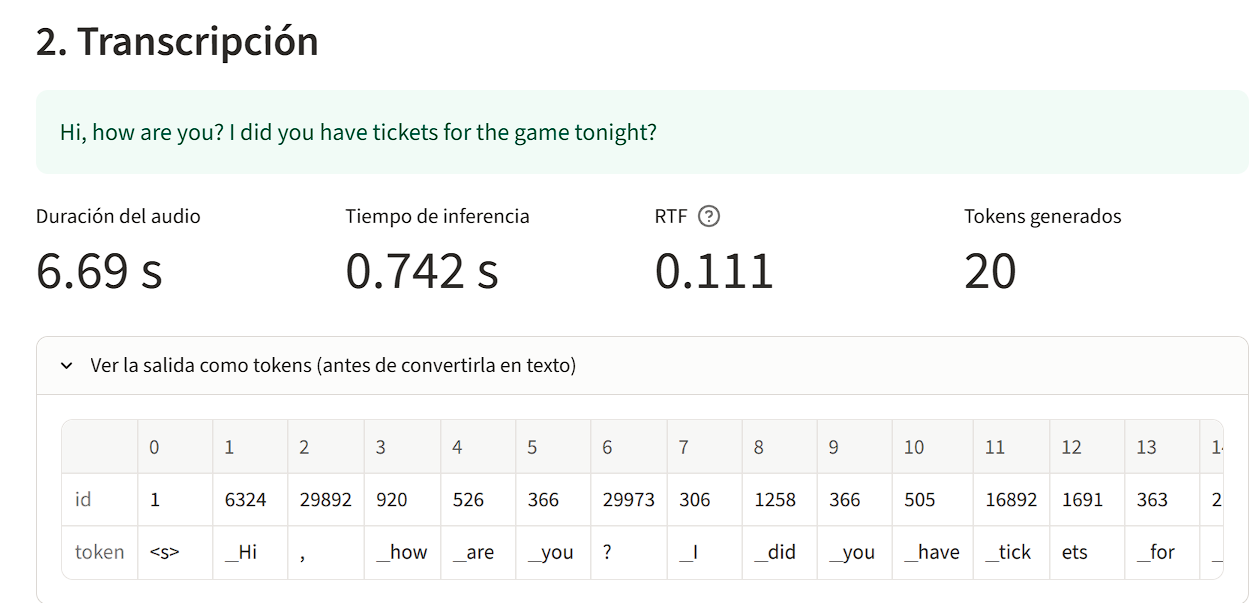 2. Transcripción
Hi, how are you? I did you have tickets for the game tonight?
Duración del audio Tiempo de inferencia RTF ? Tokens generados
6.69 s 0.742 s 0.111 20
Ver la salida como tokens (antes de convertirla en texto)
0 1 2 3 4 5 6 7 8 9 10 11 12 13
id 1 6324 29892 920 526 366 29973 306 1258 366 505 16892 1691 363
token <s> _Hi , _how _are _you ? _I _did _you _have _tick ets _for